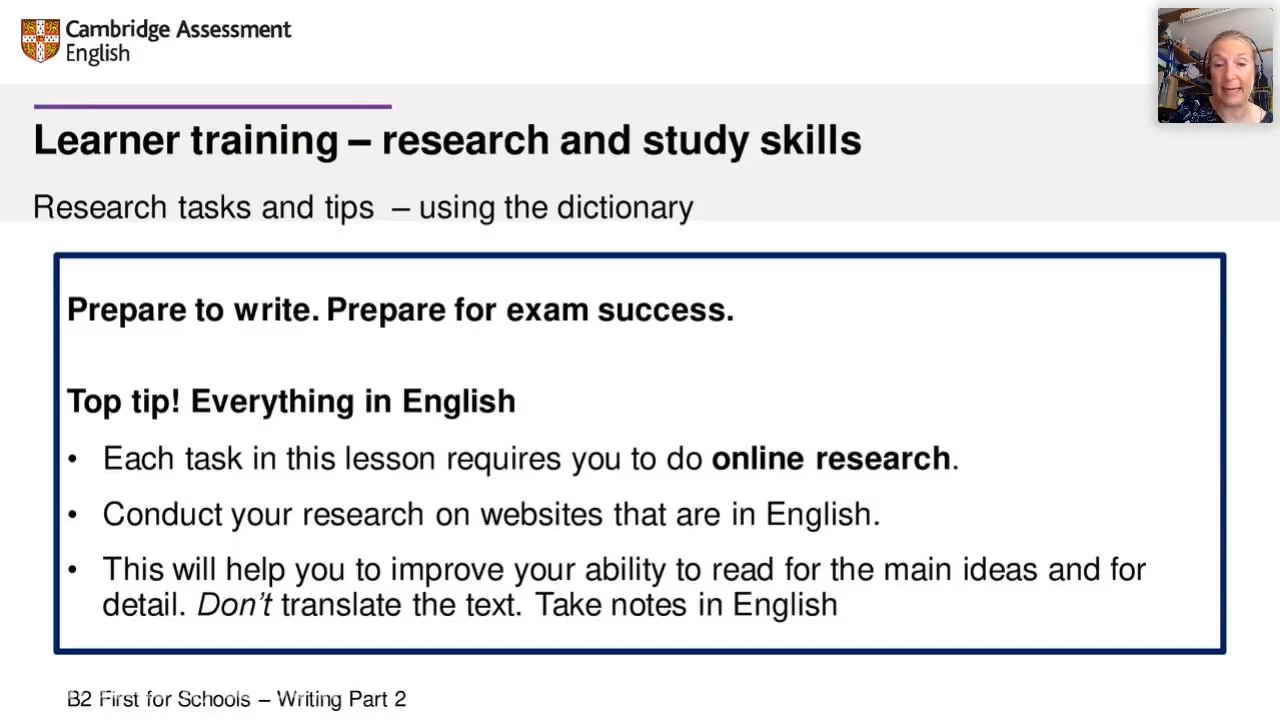 Cambridge Assessment
English
Learner training – research and study skills
Research tasks and tips – using the dictionary
Prepare to write. Prepare for exam success.
Top tip! Everything in English
• Each task in this lesson requires you to do online research.
• Conduct your research on websites that are in English.
• This will help you to improve your ability to read for the main ideas and for
detail. Don't translate the text. Take notes in English
B2 First for Schools – Writing Part 2